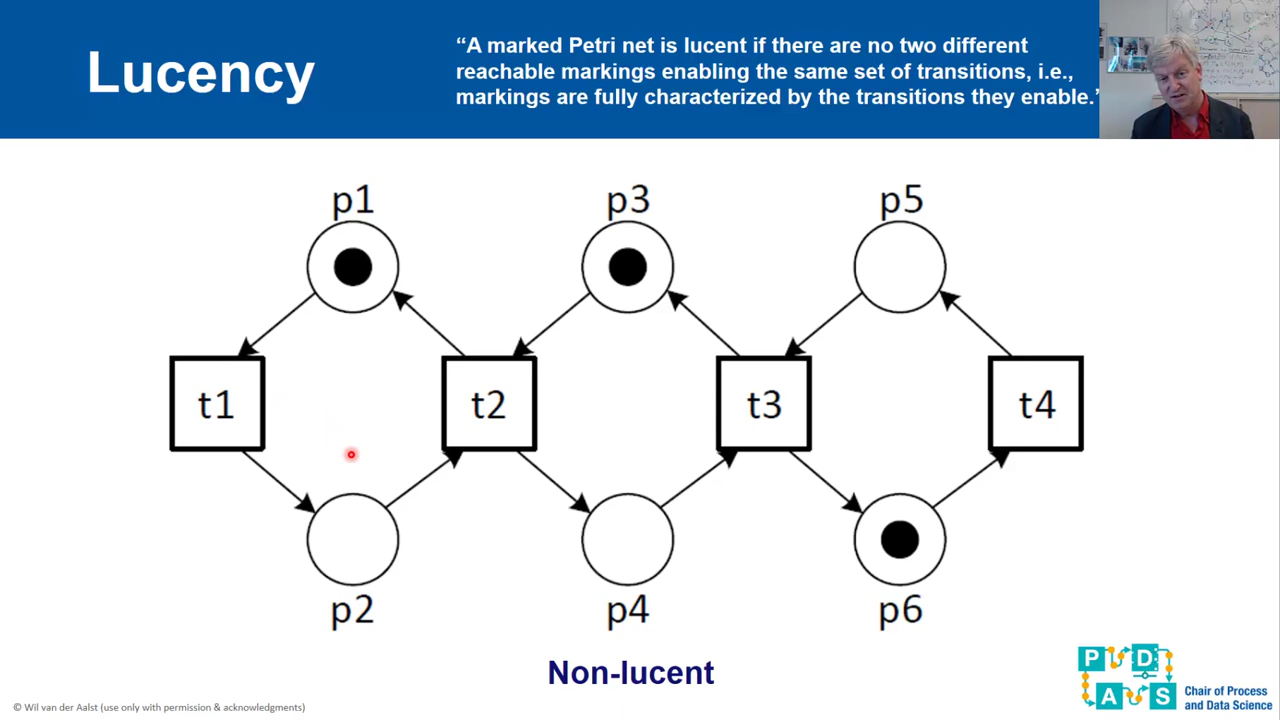 Lucency
“A marked Petri net is lucent if there are no two different
reachable markings enabling the same set of transitions, i.e.,
markings are fully characterized by the transitions they enable.”
p1 p3 p5
t1 t2 t3 t4
p2 p4 p6
Non-lucent
P D
A S
Chair of Process
and Data Science
© Wil van der Aalst (use only with permission & acknowledgments)